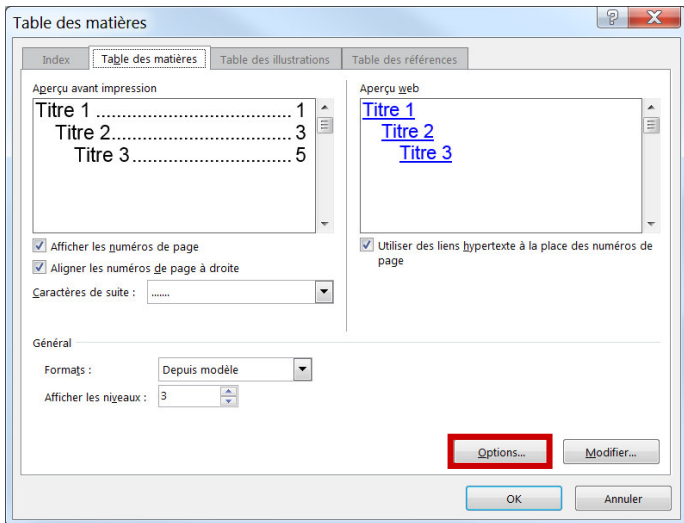 Table des matières
Index
Table des matières
Table des illustrations
Table des références
Aperçu avant impression
Titre 1 .................................... 1
Titre 2.................................. 3
Titre 3............................... 5
Aperçu web
Titre 1
Titre 2
Titre 3
Afficher les numéros de page
Aligner les numéros de page à droite
Caractères de suite : .......
Utiliser des liens hypertexte à la place des numéros de
page
Général
Formats : Depuis modèle
Afficher les niveaux : 3
Options...
Modifier...
OK
Annuler